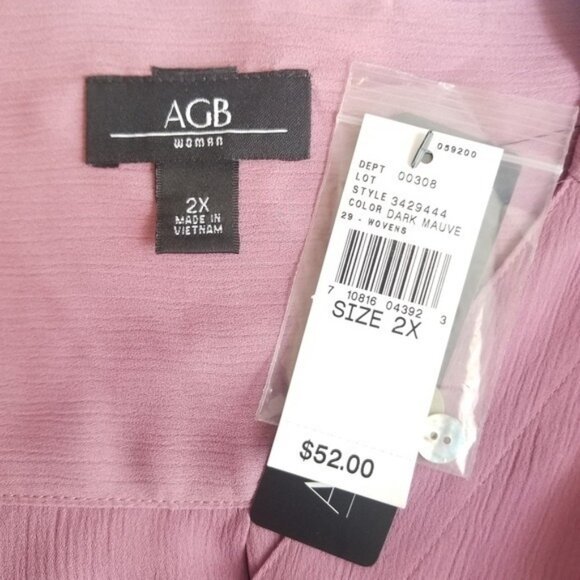 AGB
woman
2X
MADE IN
VIETNAM
059200
DEPT 00308
LOT
STYLE 3429444
COLOR DARK MAUVE
29 - WOVENS
7 10816 04392 3
SIZE 2X
$52.00